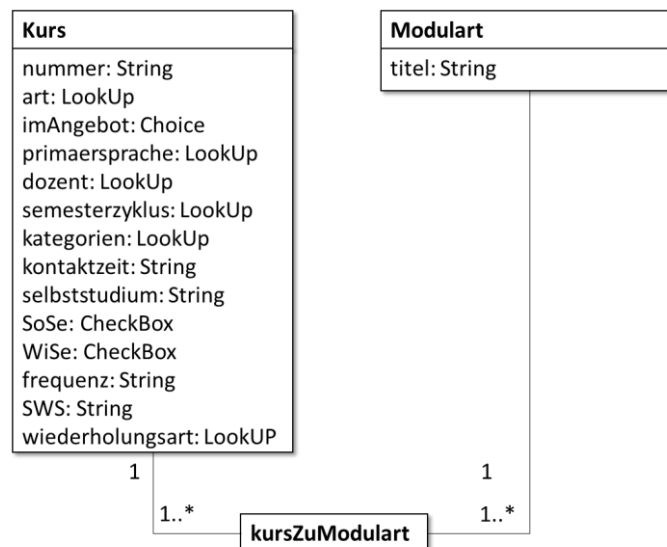 Kurs
nummer: String
art: LookUp
imAngebot: Choice
primaersprache: LookUp
dozent: LookUp
semesterzyklus: LookUp
kategorien: LookUp
kontaktzeit: String
selbststudium: String
SoSe: CheckBox
WiSe: CheckBox
frequenz: String
SWS: String
wiederholungsart: LookUP
Modulart
titel: String
1
1
1..*
1..*
kursZuModulart